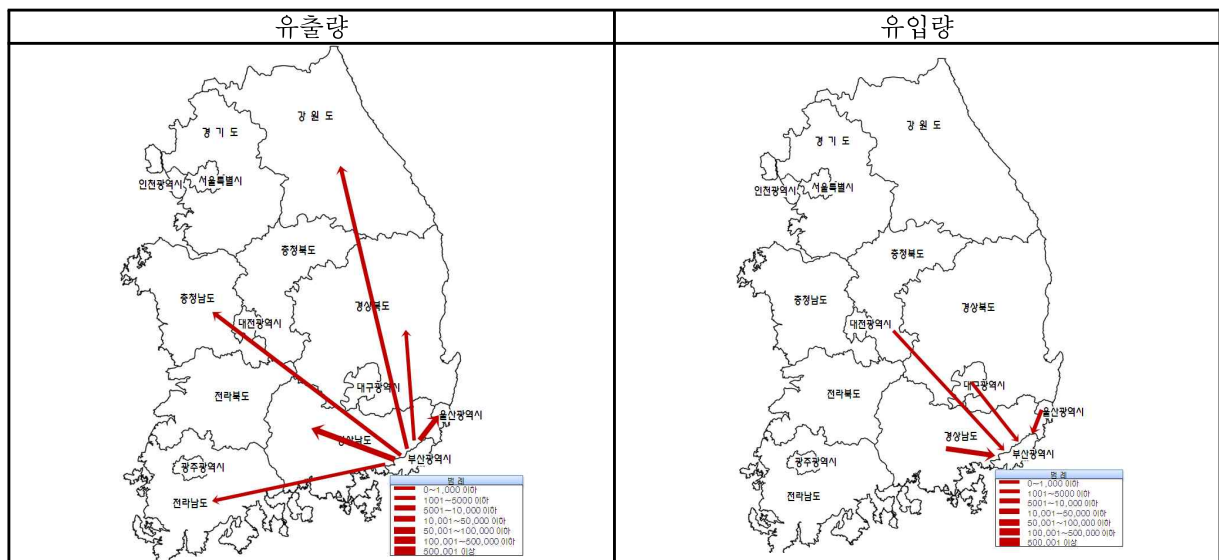 유출량
유입량
강 원 도
경 기 도
인천광역시
서울특별시
충청북도
충청남도
경상북도
대전광역시
대구광역시
전라북도
울산광역시
경상남도
부산광역시
광주광역시
전라남도
범 례
0~1,000 이하
1001~5000 이하
5001~10,000 이하
10,001~50,000 이하
50,001~100,000 이하
100,001~500,000 이하
500,001 이상
강 원 도
경 기 도
인천광역시
서울특별시
충청북도
충청남도
경상북도
대전광역시
대구광역시
전라북도
울산광역시
경상남도
부산광역시
광주광역시
전라남도
범 례
0~1,000 이하
1001~5000 이하
5001~10,000 이하
10,001~50,000 이하
50,001~100,000 이하
100,001~500,000 이하
500,001 이상